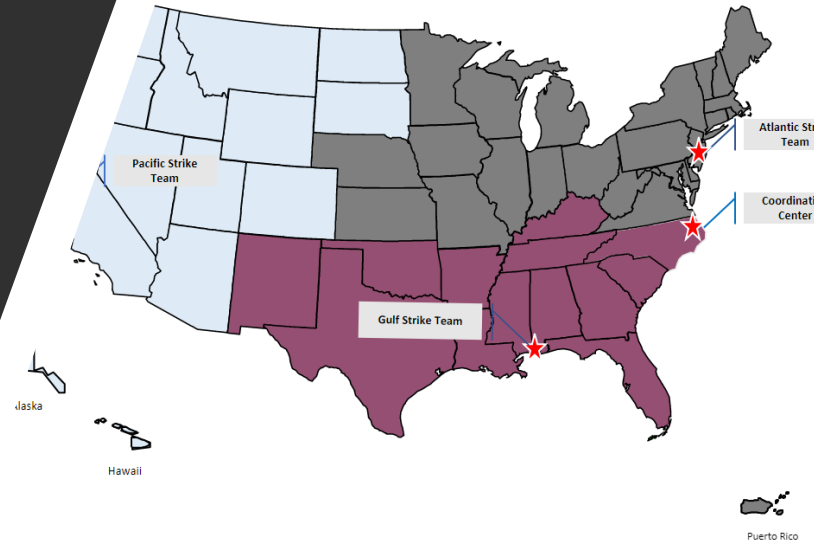 Atlantic Str
Team
Pacific Strike
Team
Coordinati
Center
Gulf Strike Team
laska
Hawaii
Puerto Rico